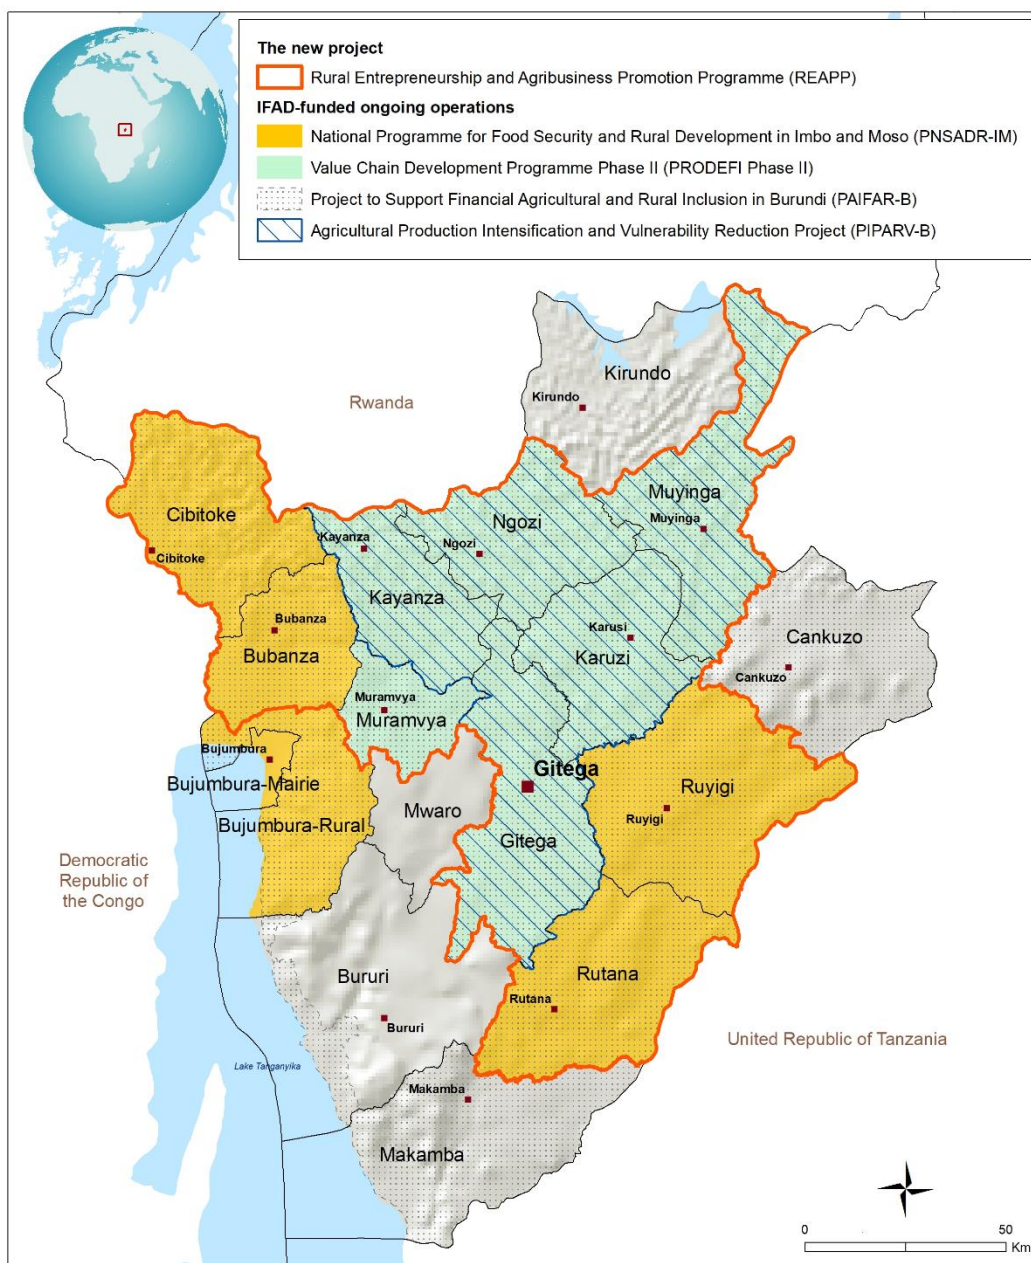 The new project
Rural Entrepreneurship and Agribusiness Promotion Programme (REAPP)
IFAD-funded ongoing operations
National Programme for Food Security and Rural Development in Imbo and Moso (PNSADR-IM)
Value Chain Development Programme Phase II (PRODEFI Phase II)
Project to Support Financial Agricultural and Rural Inclusion in Burundi (PAIFAR-B)
Agricultural Production Intensification and Vulnerability Reduction Project (PIPARV-B)
Kirundo
Kirundo
Rwanda
Muyinga
Muyinga
Cibitoke
Cibitoke
Ngozi
Ngozi
Kayanza
Kayanza
Bubanza
Bubanza
Karusi
Karuzi
Cankuzo
Cankuzo
Muramvya
Muramvya
Bujumbura
Bujumbura-Mairie
Gitega
Gitega
Ruyigi
Ruyigi
Mwaro
Bujumbura-Rural
Democratic
Republic of
the Congo
Bururi
Bururi
Rutana
Rutana
United Republic of Tanzania
Lake Tanganyika
Makamba
Makamba
0 50
Km